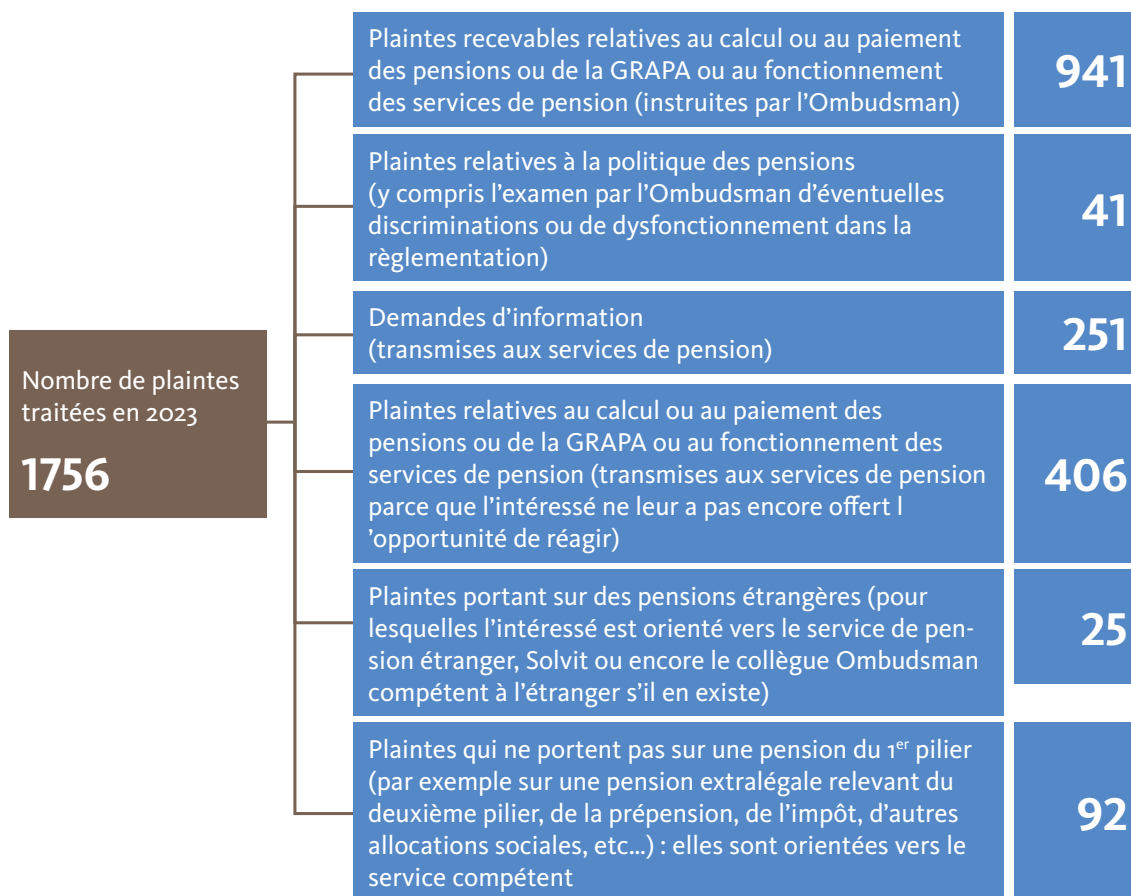 Plaintes recevables relatives au calcul ou au paiement
des pensions ou de la GRAPA ou au fonctionnement
des services de pension (instruites par l’Ombudsman)
941
Plaintes relatives à la politique des pensions
(y compris l’examen par l’Ombudsman d’éventuelles
discriminations ou de dysfonctionnement dans la
règlementation)
41
Demandes d’information
(transmises aux services de pension)
251
Nombre de plaintes
traitées en 2023
1756
Plaintes relatives au calcul ou au paiement des
pensions ou de la GRAPA ou au fonctionnement des
services de pension (transmises aux services de pension
parce que l’intéressé ne leur a pas encore offert l
’opportunité de réagir)
406
Plaintes portant sur des pensions étrangères (pour
lesquelles l’intéressé est orienté vers le service de pen-
sion étranger, Solvit ou encore le collègue Ombudsman
compétent à l’étranger s’il en existe)
25
Plaintes qui ne portent pas sur une pension du 1er pilier
(par exemple sur une pension extralégale relevant du
deuxième pilier, de la prépension, de l’impôt, d’autres
allocations sociales, etc...) : elles sont orientées vers le
service compétent
92